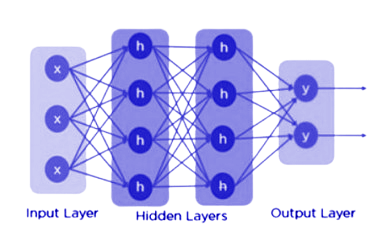 h h
x h h y
x
h h y
x
h h
Input Layer Hidden Layers Output Layer